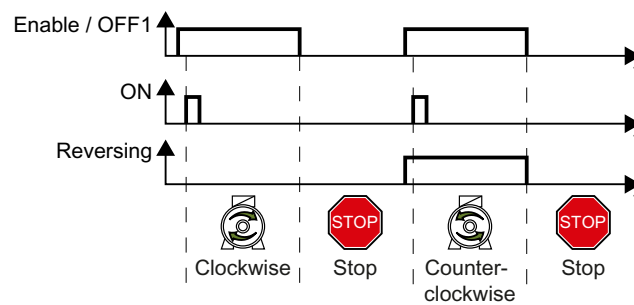 Enable / OFF1
ON
Reversing
STOP
STOP
Clockwise
Stop
Counter-
clockwise
Stop